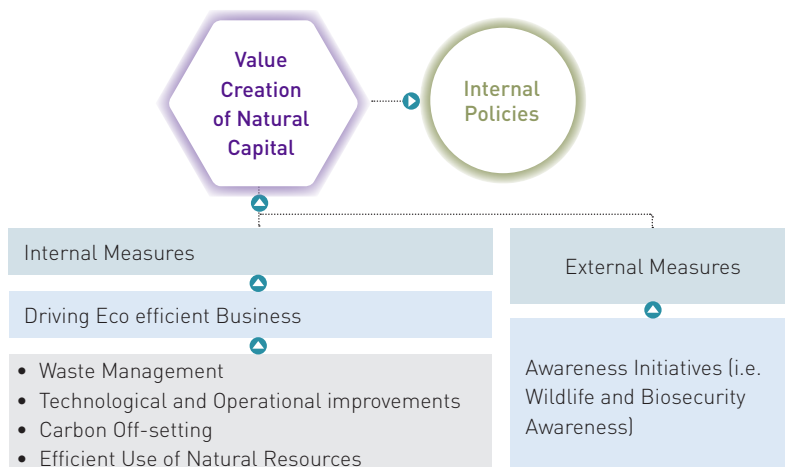 Value
Creation
of Natural
Capital
Internal
Policies
Internal Measures
External Measures
Driving Eco efficient Business
• Waste Management
• Technological and Operational improvements
• Carbon Off-setting
• Efficient Use of Natural Resources
Awareness Initiatives (i.e.
Wildlife and Biosecurity
Awareness)